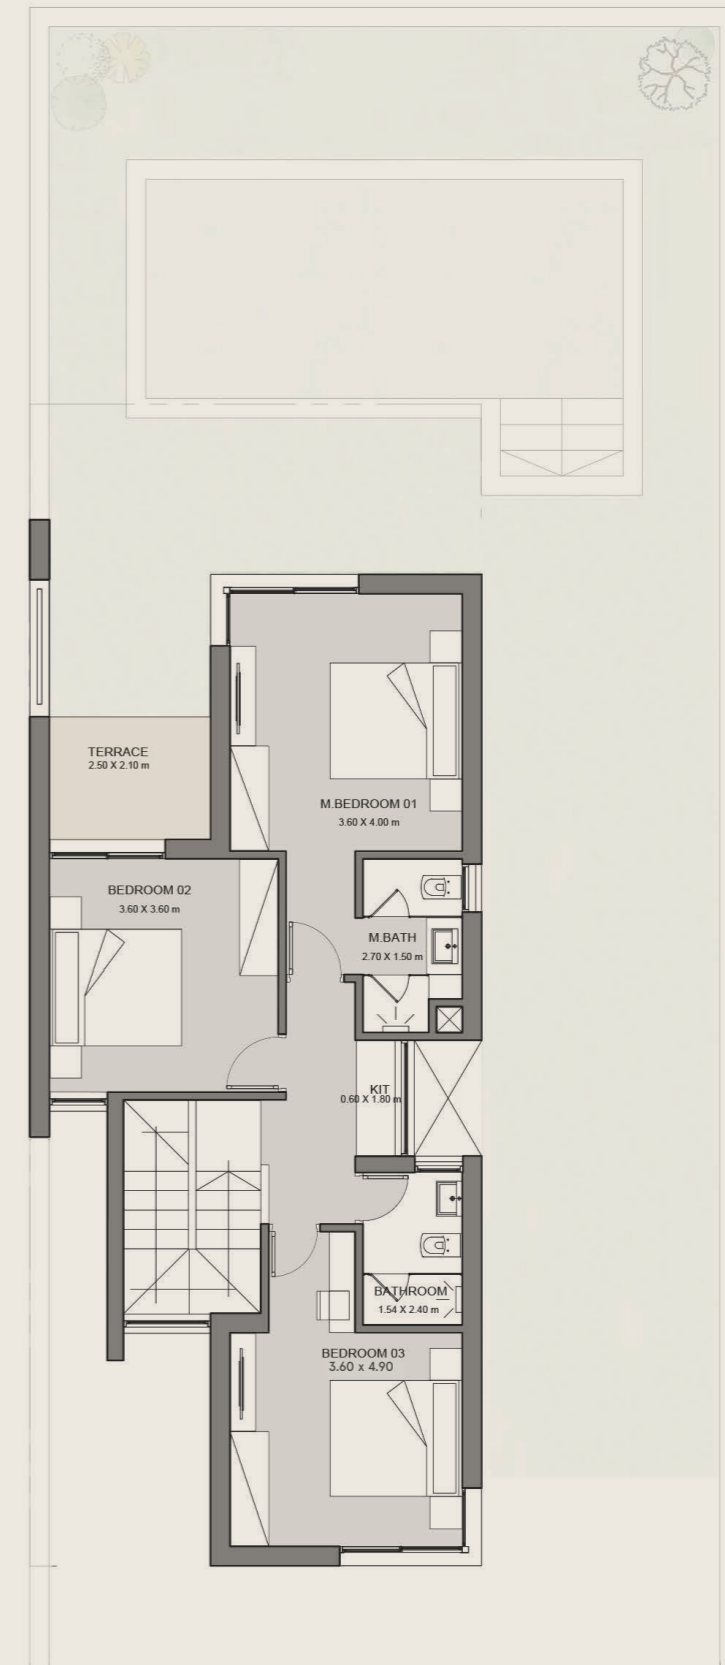 TERRACE
2.50 X 2.10 m
M.BEDROOM 01
3.60 X 4.00 m
BEDROOM 02
3.60 X 3.60 m
M.BATH
2.70 X 1.50 m
KIT
0.60 X 1.80 m
BATHROOM
1.54 X 2.40 m
BEDROOM 03
3.60 x 4.90